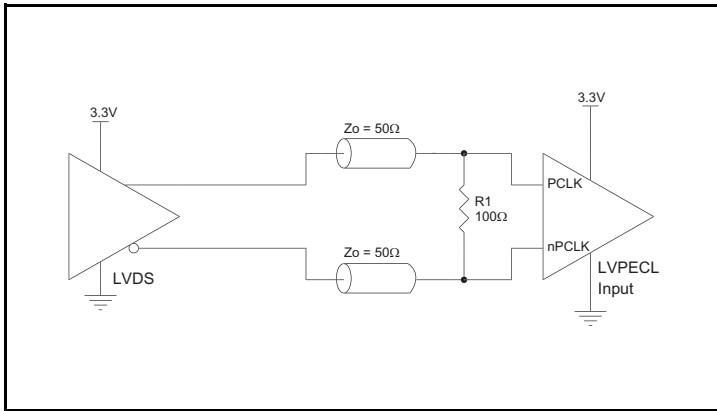 3.3V
Zo = 50Ω
3.3V
PCLK
R1
100Ω
nPCLK
Zo = 50Ω
LVDS
LVPECL
Input